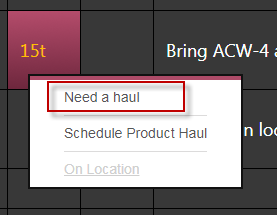 15t
Bring ACW-4 a
Need a haul
Schedule Product Haul
n loc
On Location